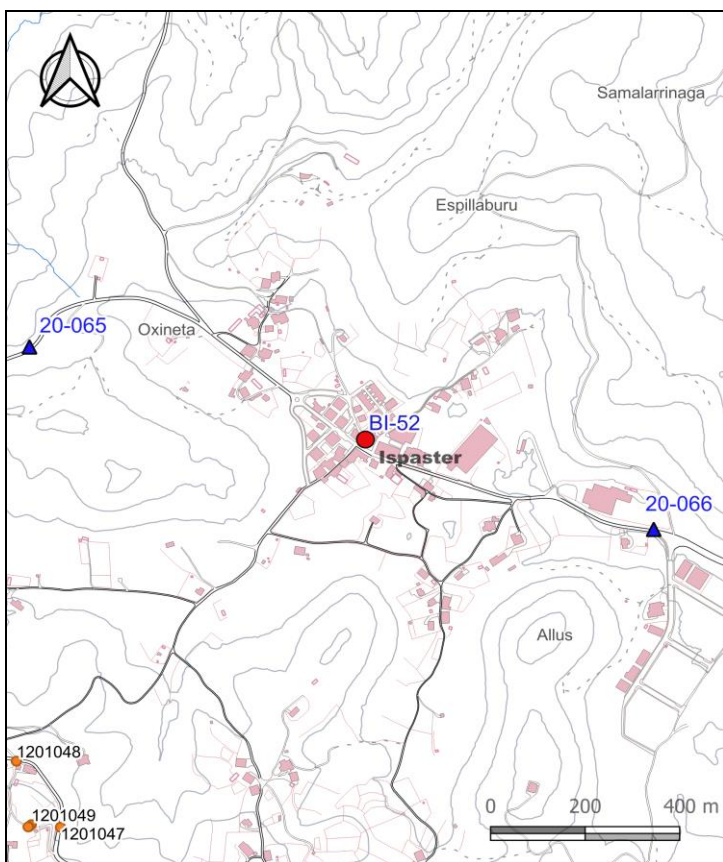 Samalarrinaga
Espillaburu
20-065
Oxineta
BI-52
Ispaster
20-066
Allus
1201048
1201049
1201047
0 200 400 m